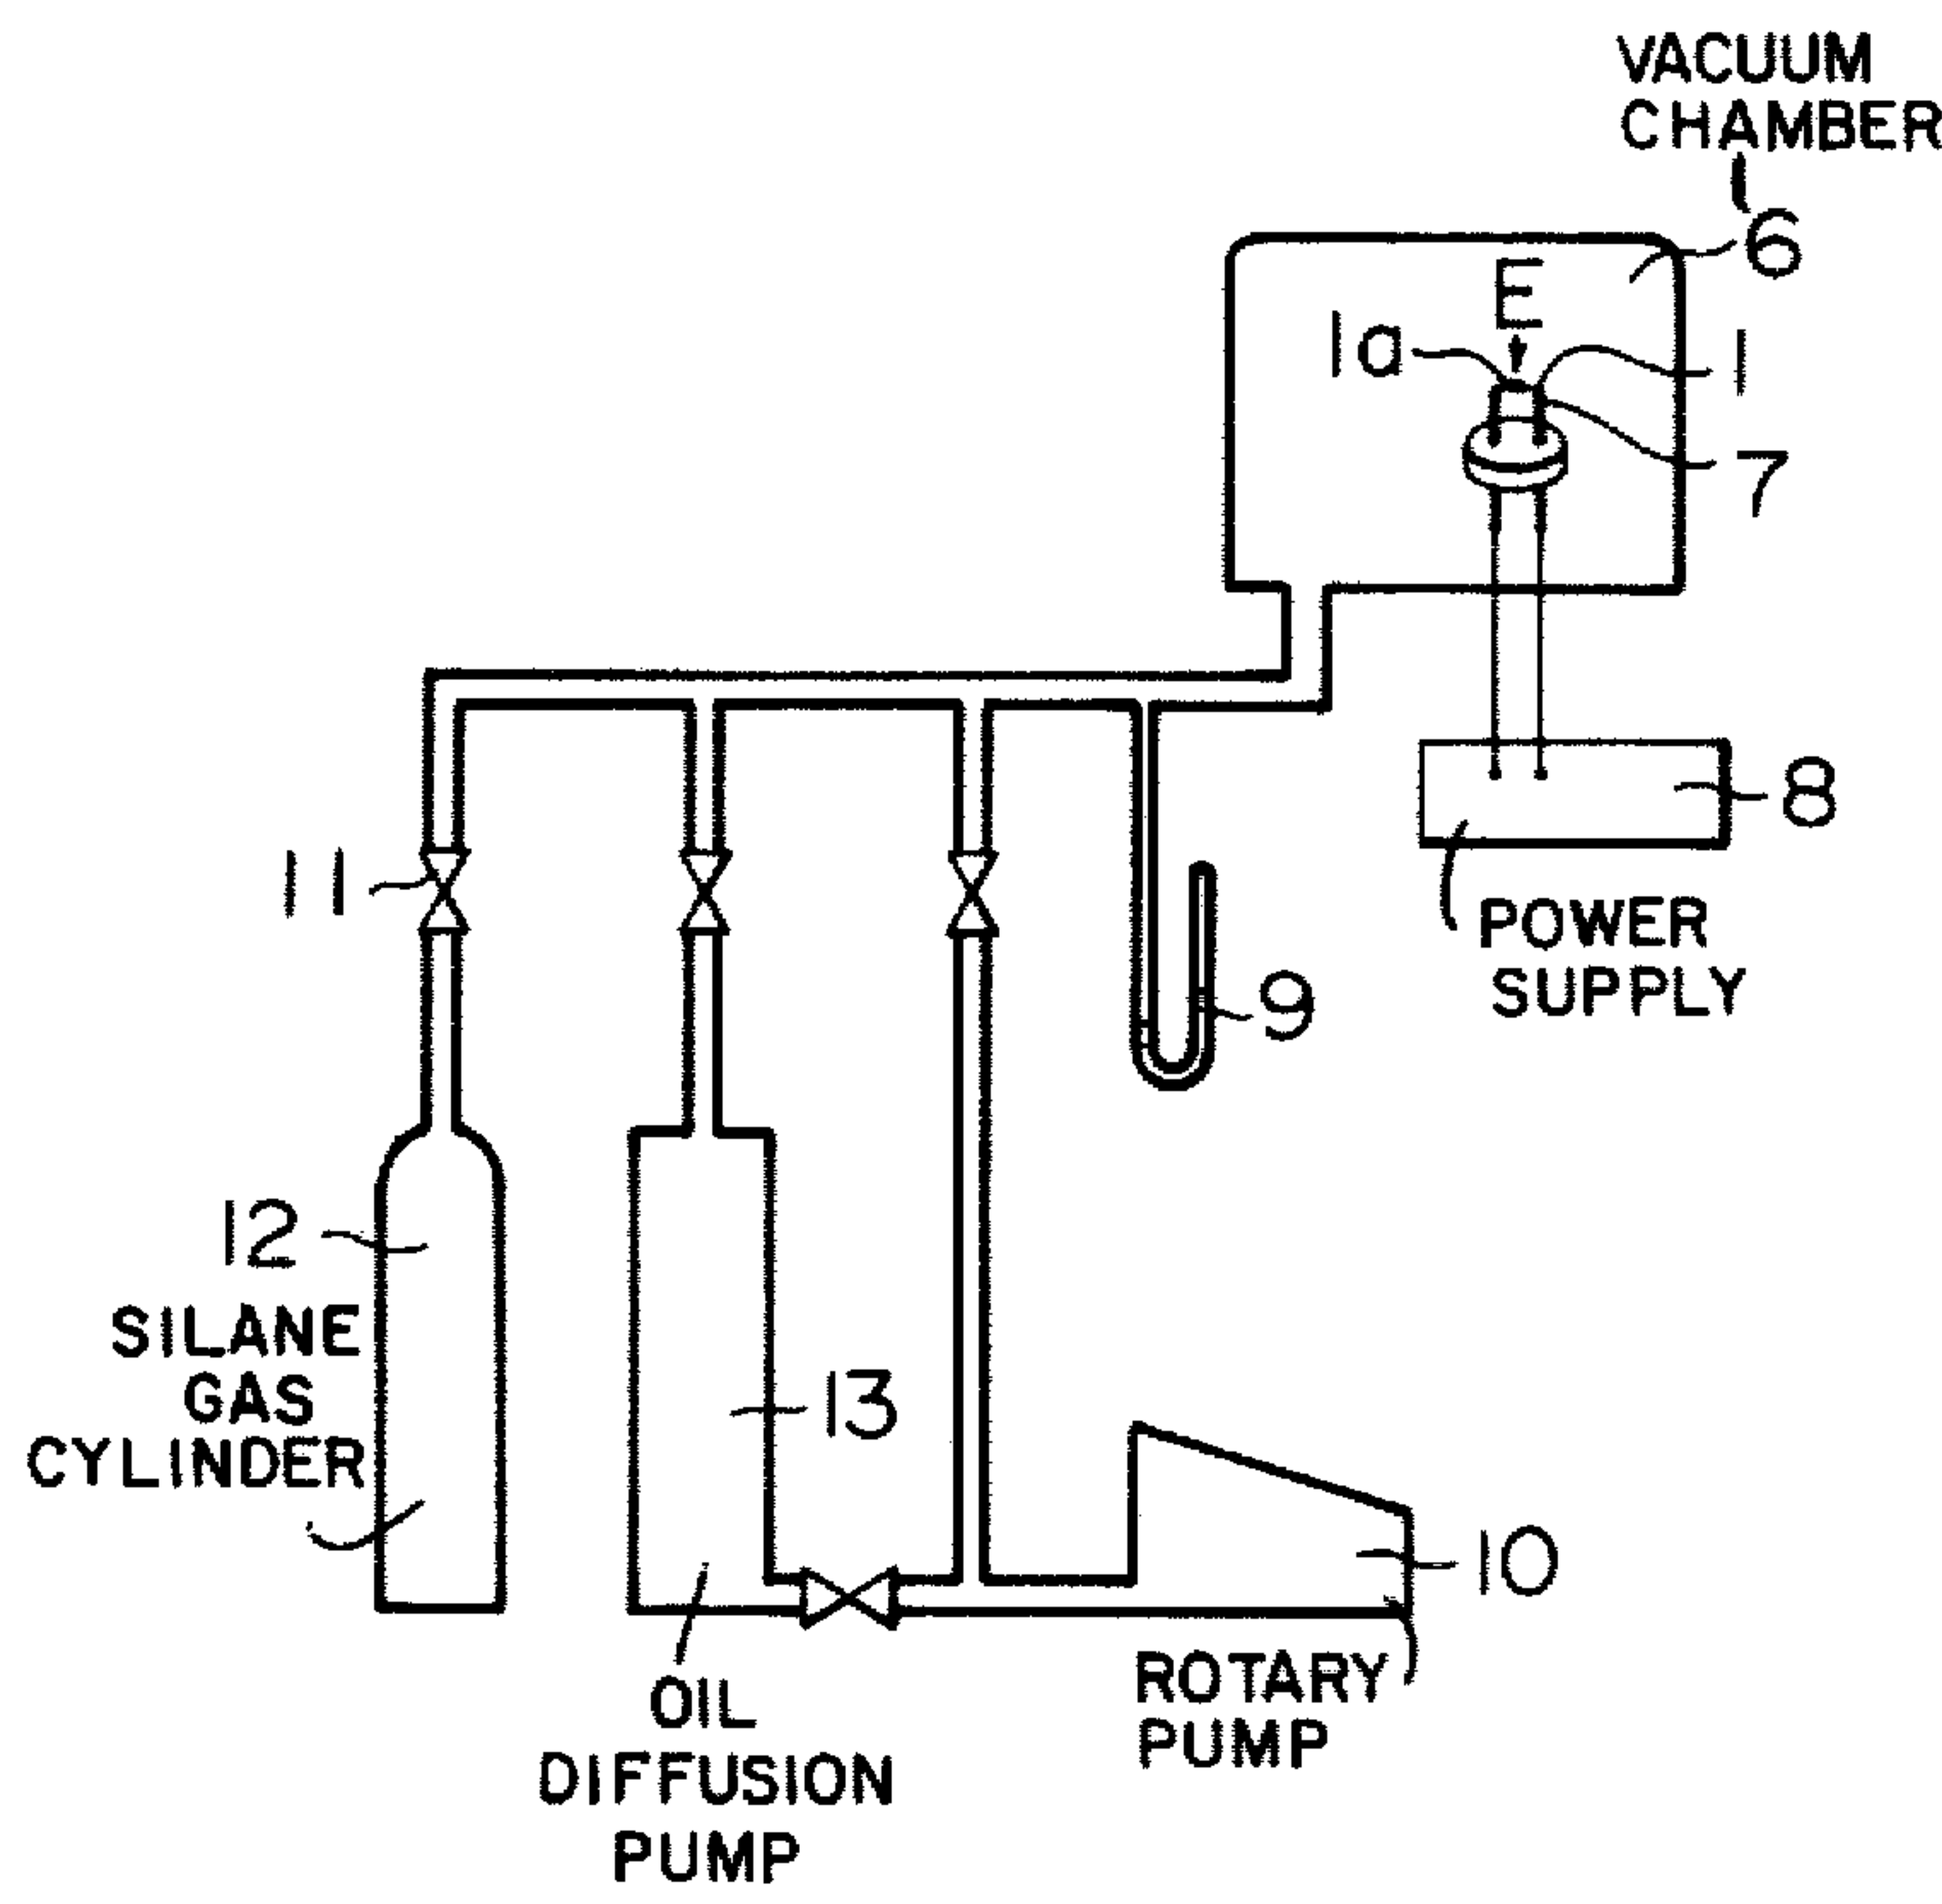 VACUUM
CHAMBER
6
E
1a
1
7
8
11
POWER
SUPPLY
9
12
SILANE
GAS
CYLINDER
13
10
ROTARY
PUMP
OIL
DIFFUSION
PUMP